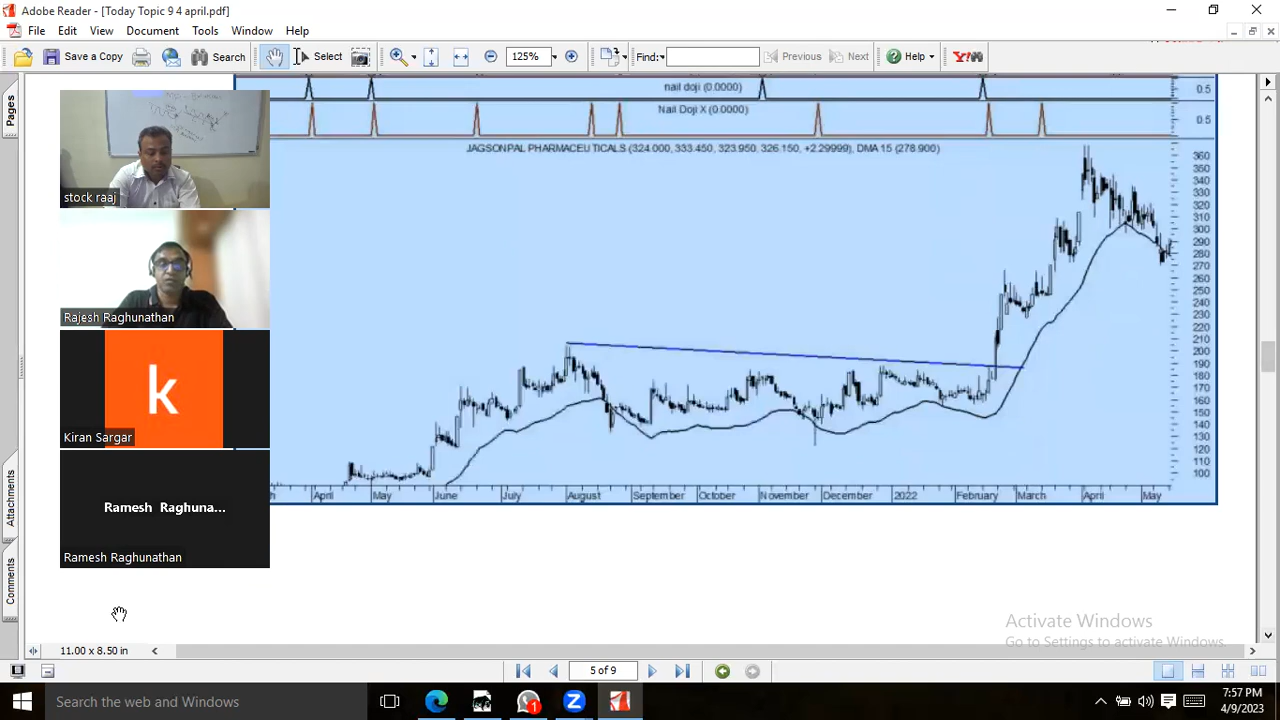 Adobe Reader - [Today Topic 9 4 april.pdf]
File Edit View Document Tools Window Help
Save a Copy Search Select 125% Find: Previous Next Help Y!
Pages
Attachments
Comments
nail doji (0.0000)
0.5
Nail Doji X (0.0000)
0.5
JAGSONPAL PHARMACEUTICALS (324.000, 333.450, 323.950, 326.150, +2.29999), DMA 15 (278.900)
360
350
340
330
320
310
300
290
280
270
260
250
240
230
220
210
200
190
180
170
160
150
140
130
120
110
100
h April May June July August September October November December 2022 February March April May
stock raaj
Rajesh Raghunathan
k
Kiran Sargar
Ramesh Raghuna...
Ramesh Raghunathan
Activate Windows
Go to Settings to activate Windows.
11.00 x 8.50 in
5 of 9
Search the web and Windows
1
7:57 PM
4/9/2023